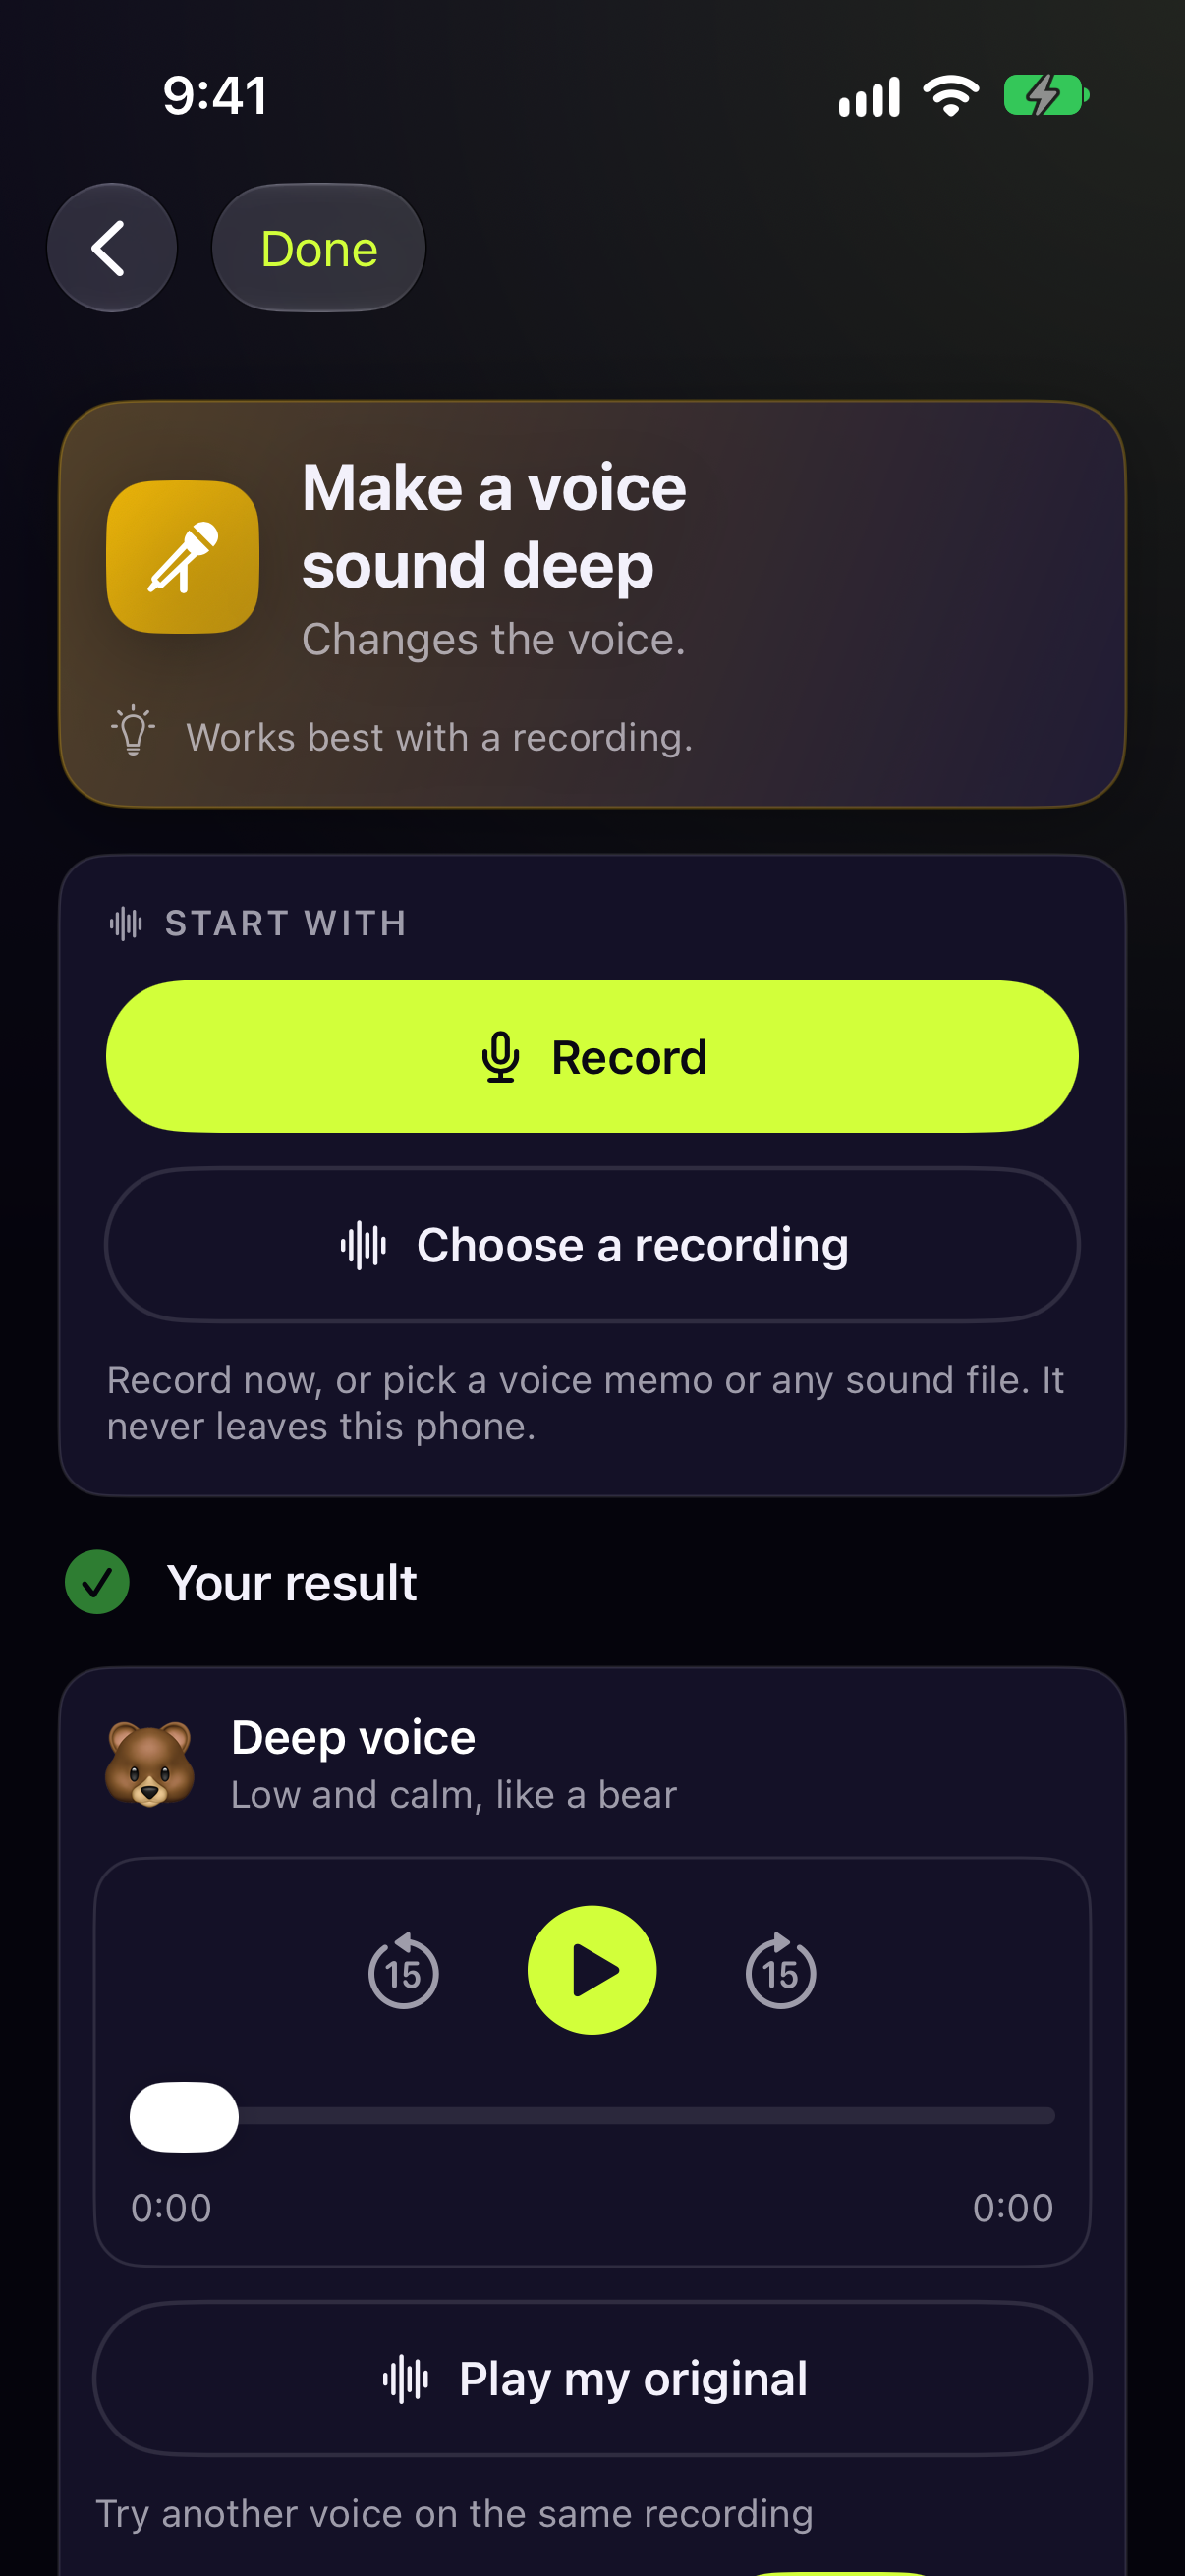 9:41
Done
Make a voice
sound deep
Changes the voice.
Works best with a recording.
START WITH
Record
Choose a recording
Record now, or pick a voice memo or any sound file. It
never leaves this phone.
Your result
Deep voice
Low and calm, like a bear
15
15
0:00
0:00
Play my original
Try another voice on the same recording